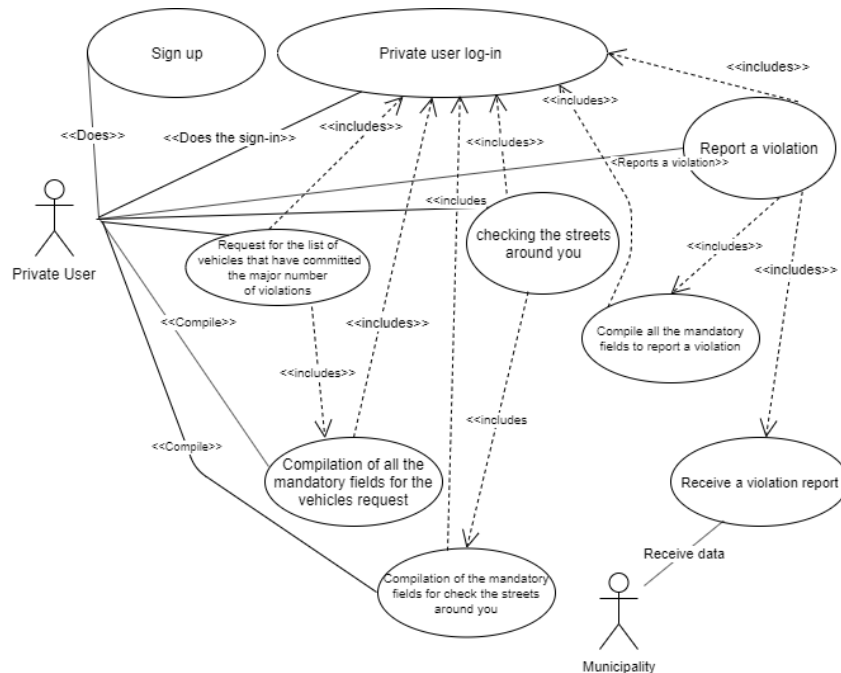 Sign up
Private user log-in
<<includes>>
<<Does>>
<<Does the sign-in>>
<<includes>>
<<includes>>
<<includes>>
Report a violation
<Reports a violation>>
Private User
<<includes
Request for the list of
vehicles that have committed
the major number
of violations
checking the streets
around you
<<includes>>
<<includes>>
<<Compile>>
<<includes>>
Compile all the mandatory
fields to report a violation
<<includes>>
<<includes
<<Compile>>
Compilation of all the
mandatory fields for the
vehicles request
Receive a violation report
Receive data
Compilation of the mandatory
fields for check the streets
around you
Municipality